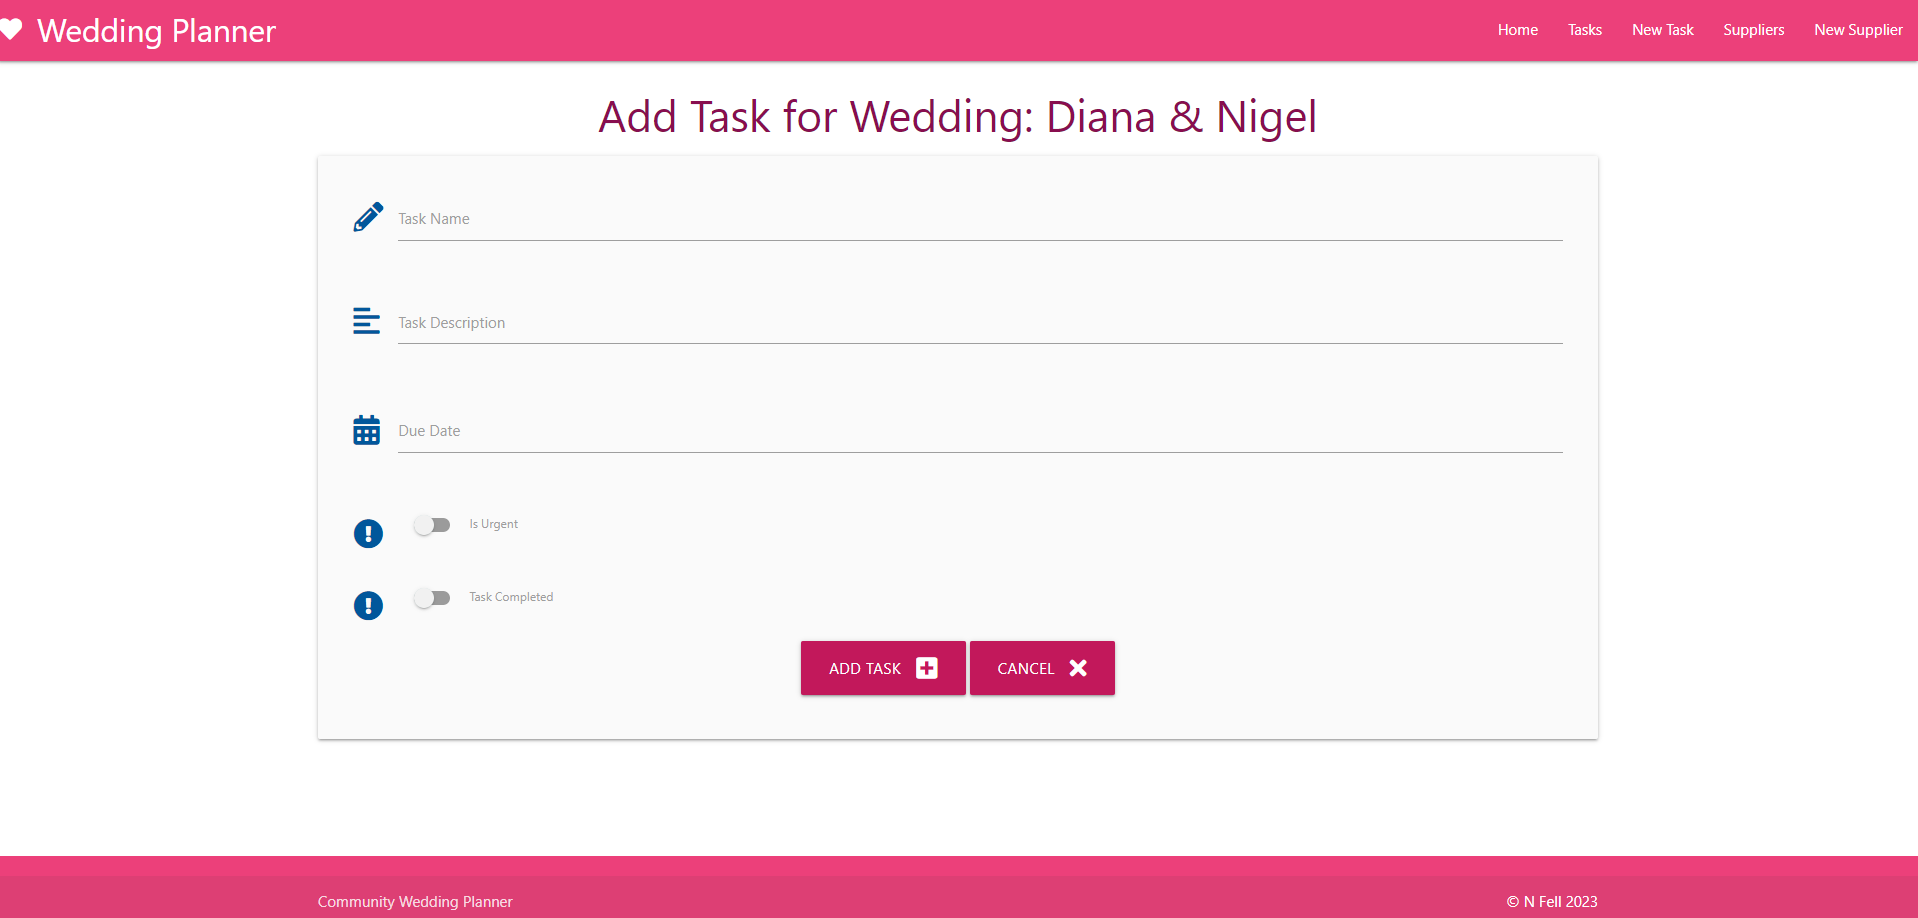 Wedding Planner
Home Tasks New Task Suppliers New Supplier
Add Task for Wedding: Diana & Nigel
Task Name
Task Description
Due Date
Is Urgent
Task Completed
ADD TASK CANCEL
Community Wedding Planner © N Fell 2023